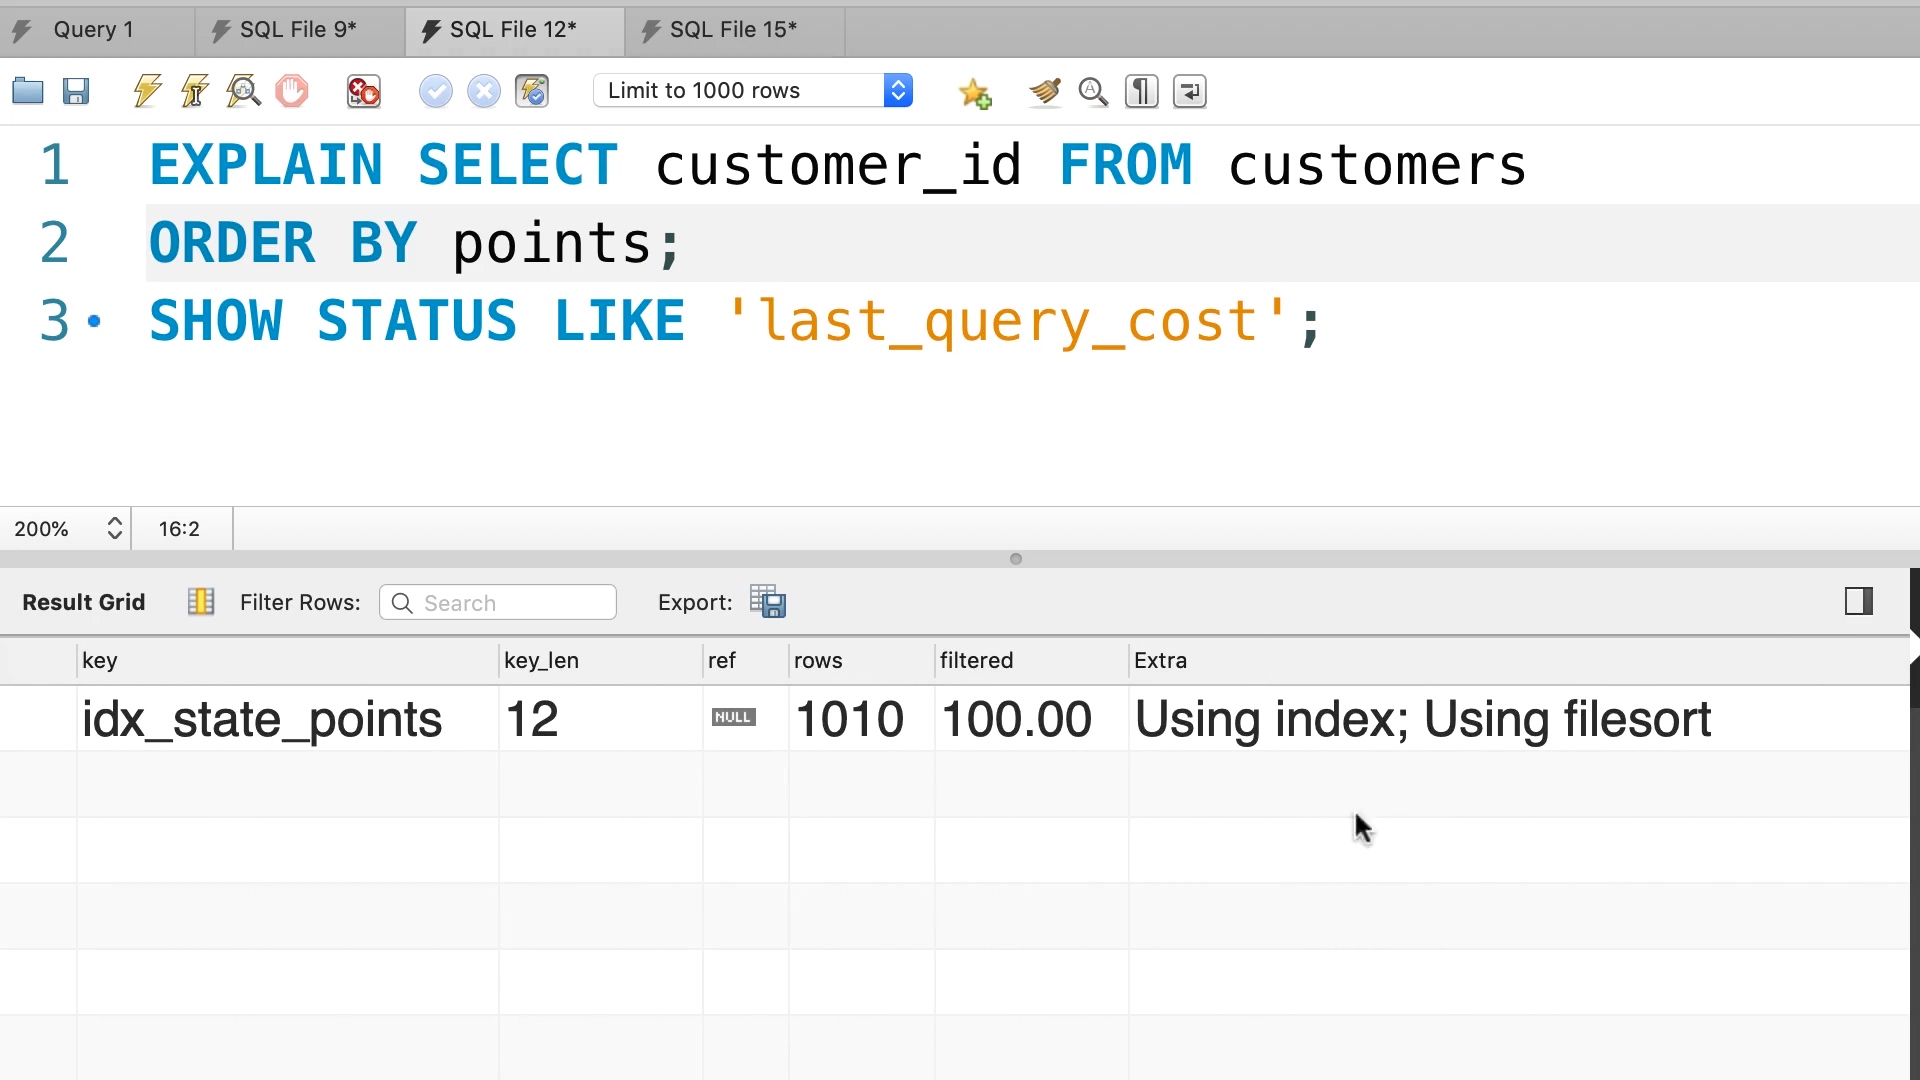 Query 1 SQL File 9* SQL File 12* SQL File 15*
Limit to 1000 rows
1 EXPLAIN SELECT customer_id FROM customers
2 ORDER BY points;
3 SHOW STATUS LIKE 'last_query_cost';
200% 16:2
Result Grid Filter Rows: Search Export:
key key_len ref rows filtered Extra
idx_state_points 12 NULL 1010 100.00 Using index; Using filesort